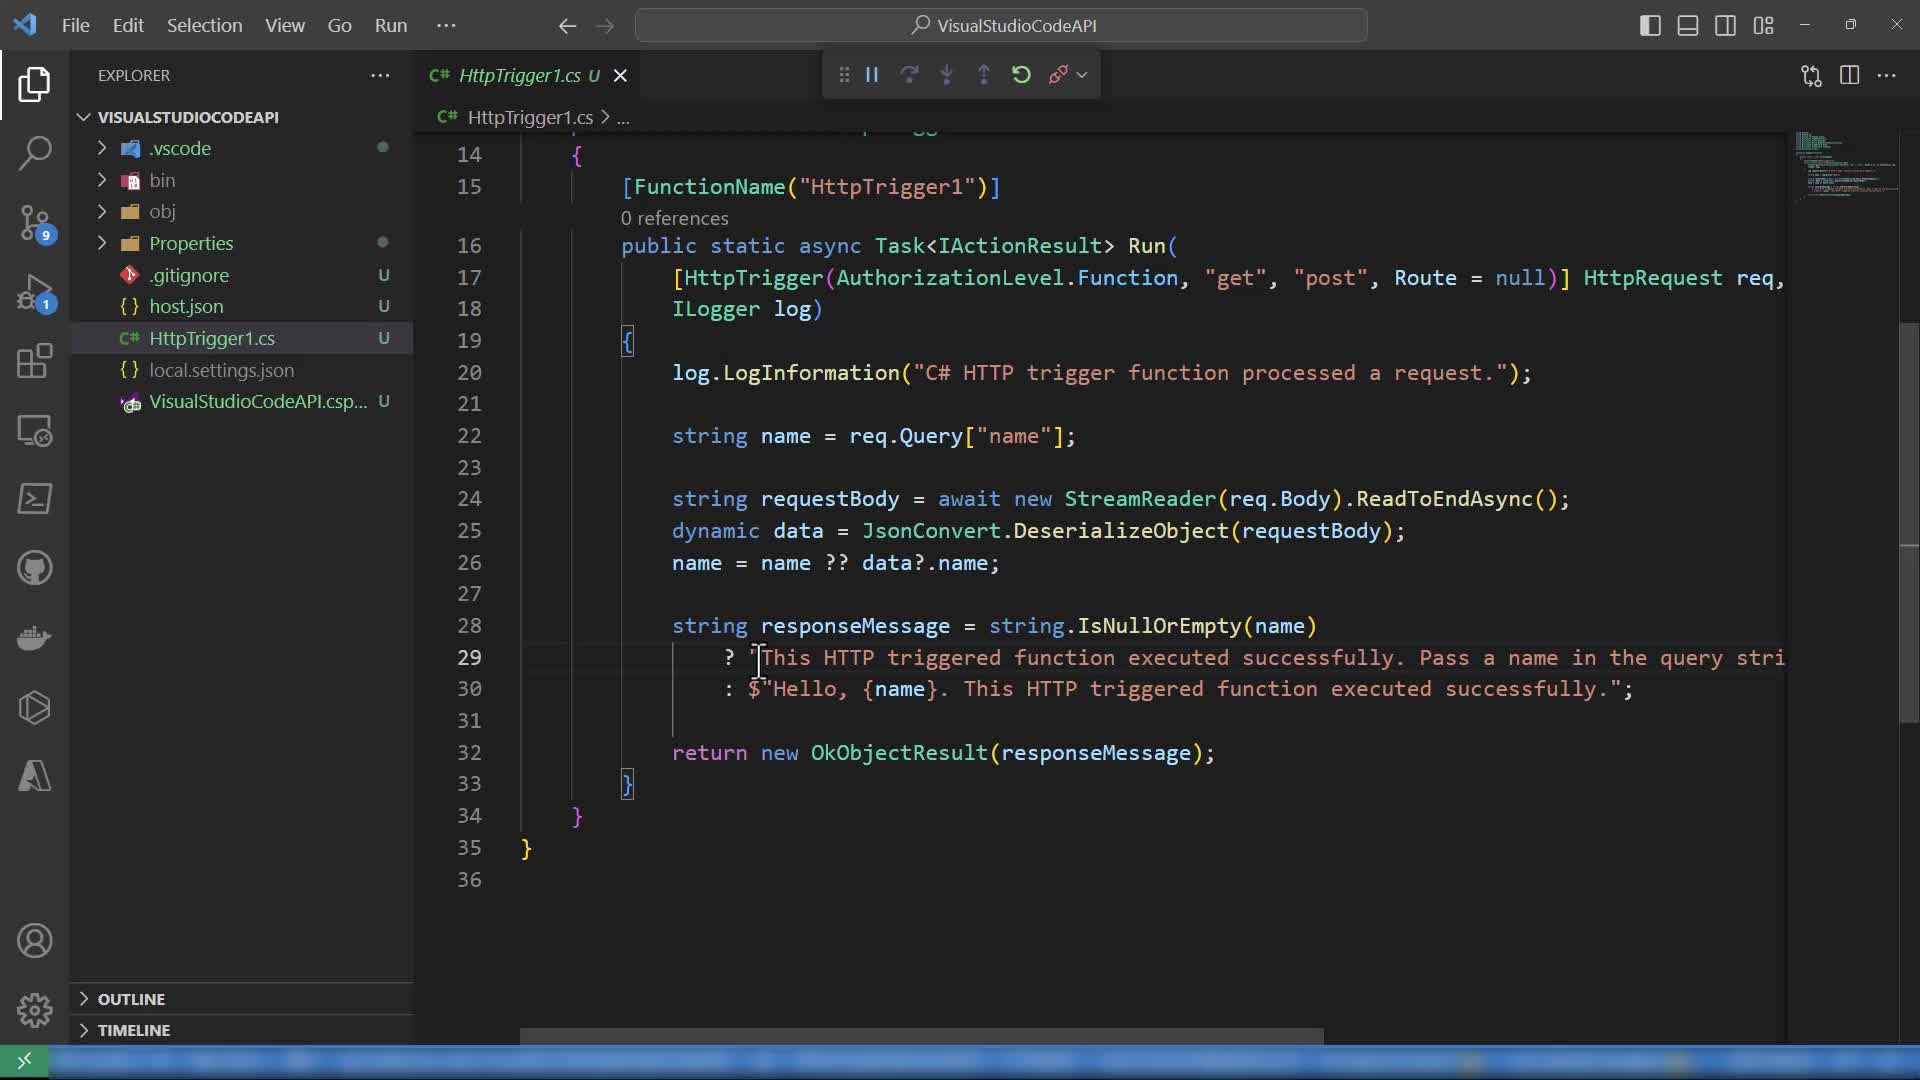 File Edit Selection View Go Run ···
VisualStudioCodeAPI
EXPLORER
HttpTrigger1.cs U
HttpTrigger1.cs > ...
VISUALSTUDIOCODEAPI
.vscode
bin
obj
Properties
.gitignore U
{} host.json U
C# HttpTrigger1.cs U
{} local.settings.json
VisualStudioCodeAPI.csp... U
9
1
OUTLINE
TIMELINE
14 {
15 [FunctionName("HttpTrigger1")]
0 references
16 public static async Task<IActionResult> Run(
17 [HttpTrigger(AuthorizationLevel.Function, "get", "post", Route = null)] HttpRequest req,
18 ILogger log)
19 {
20 log.LogInformation("C# HTTP trigger function processed a request.");
21
22 string name = req.Query["name"];
23
24 string requestBody = await new StreamReader(req.Body).ReadToEndAsync();
25 dynamic data = JsonConvert.DeserializeObject(requestBody);
26 name = name ?? data?.name;
27
28 string responseMessage = string.IsNullOrEmpty(name)
29 ? "This HTTP triggered function executed successfully. Pass a name in the query stri
30 : $"Hello, {name}. This HTTP triggered function executed successfully.";
31
32 return new OkObjectResult(responseMessage);
33 }
34 }
35 }
36